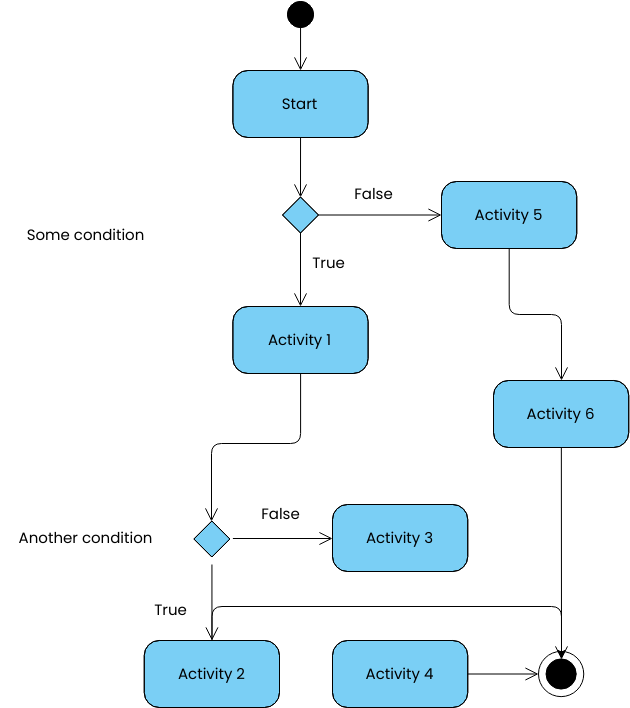 Start
False
Activity 5
Some condition
True
Activity 1
Activity 6
False
Another condition
Activity 3
True
Activity 2
Activity 4